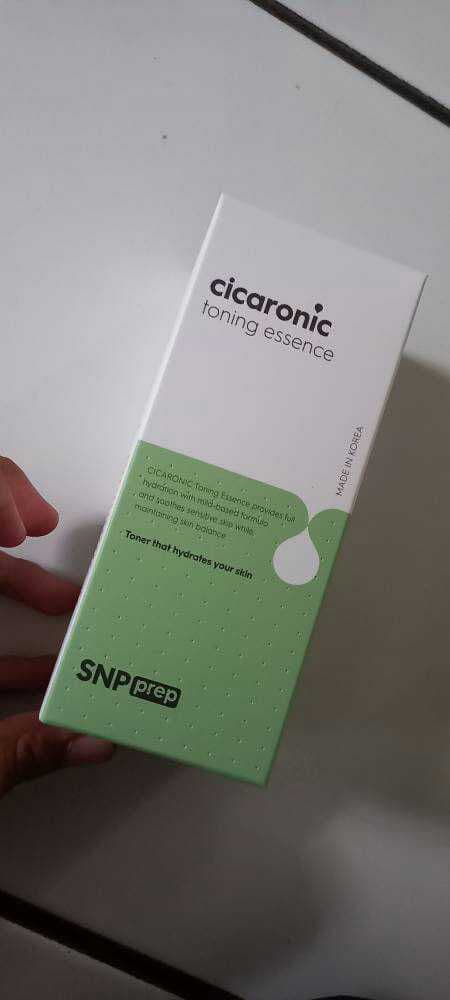 cicaronic
toning essence
MADE IN KOREA
CICARONIC Toning Essence provides full
hydration with mild-based formula
and soothes sensitive skie while
maintaining skin balance
Toner that hydrates your skin
SNP prep